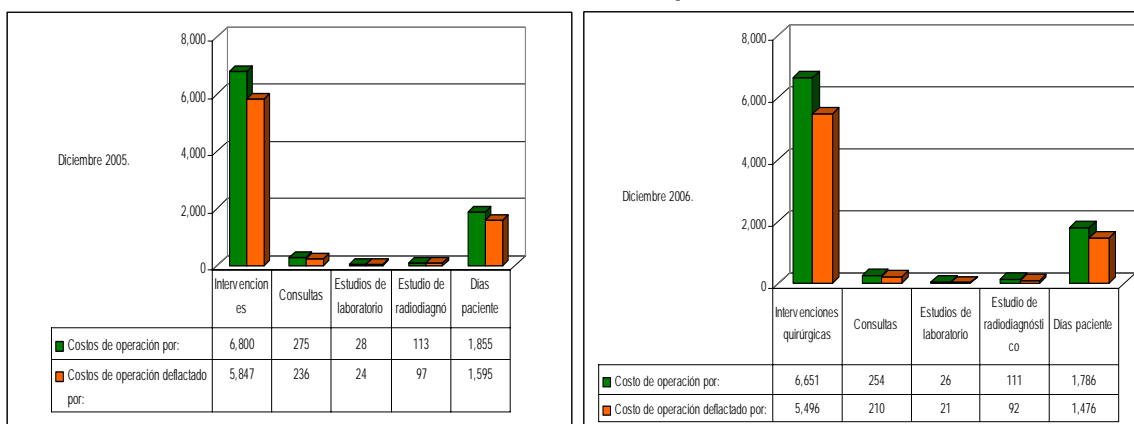 8,000
6,000
4,000
2,000
0
Diciembre 2005.
Intervencion
es
Consultas
Estudios de
laboratorio
Estudio de
radiodiagnó
Días
paciente
Costos de operación por: 6,800 275 28 113 1,855
Costos de operación deflactado
por:
5,847 236 24 97 1,595
8,000
6,000
4,000
2,000
0
Diciembre 2006.
Intervenciones
quirúrgicas
Consultas
Estudios de
laboratorio
Estudio de
radiodiagnósti
co
Días paciente
Costo de operación por: 6,651 254 26 111 1,786
Costo de operación deflactado por: 5,496 210 21 92 1,476